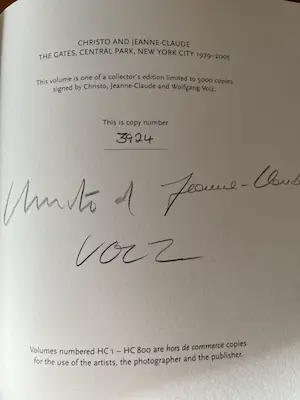 CHRISTO AND JEANNE-CLAUDE
THE GATES, CENTRAL PARK, NEW YORK CITY 1979–2005
This volume is one of a collector's edition limited to 5000 copies
signed by Christo, Jeanne-Claude and Wolfgang Volz.
This is copy number
3924
Christo et Jeanne-Claude
VOLZ
Volumes numbered HC 1 – HC 800 are hors de commerce copies
for the use of the artists, the photographer and the publisher.